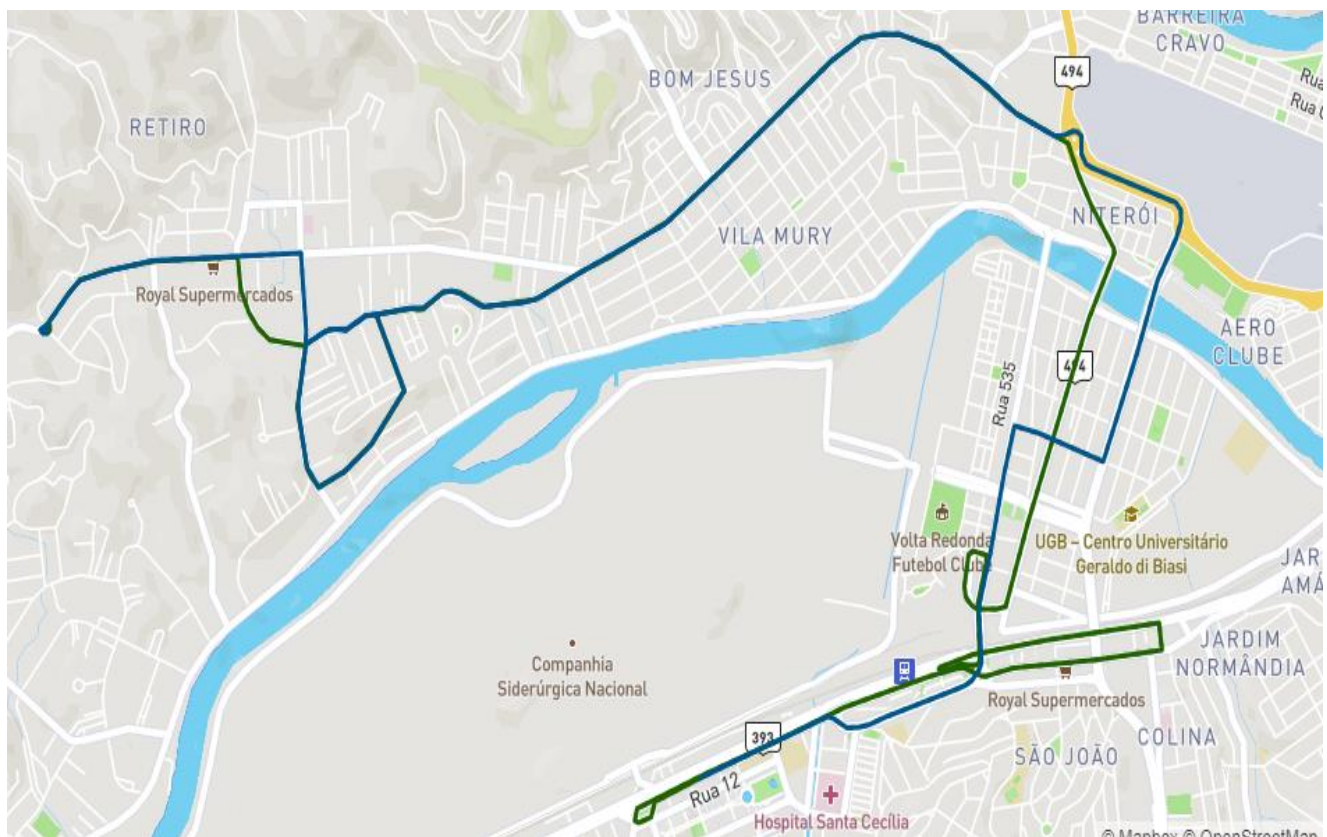 BARREIRA
CRAVO
494
Rua
Rua
BOM JESUS
RETIRO
NITERÓI
VILA MURY
Royal Supermercados
AERO
CLUBE
Rua 535
494
Volta Redonda
Futebol Clube
UGB – Centro Universitário
Geraldo di Biasi
JAR
AMÁ
JARDIM
NORMÂNDIA
Companhia
Siderúrgica Nacional
Royal Supermercados
393
COLINA
SÃO JOÃO
Rua 12
Hospital Santa Cecília
© Mapbox © OpenStreetMap